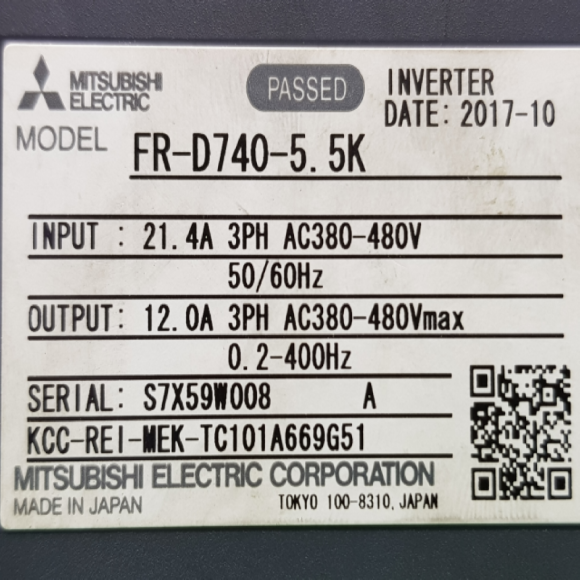 MITSUBISHI
ELECTRIC
PASSED
INVERTER
DATE: 2017-10
MODEL FR-D740-5.5K
INPUT : 21.4A 3PH AC380-480V
50/60Hz
OUTPUT: 12.0A 3PH AC380-480Vmax
0.2-400Hz
SERIAL: S7X59W008 A
KCC-REI-MEK-TC101A669G51
MITSUBISHI ELECTRIC CORPORATION
MADE IN JAPAN TOKYO 100-8310, JAPAN